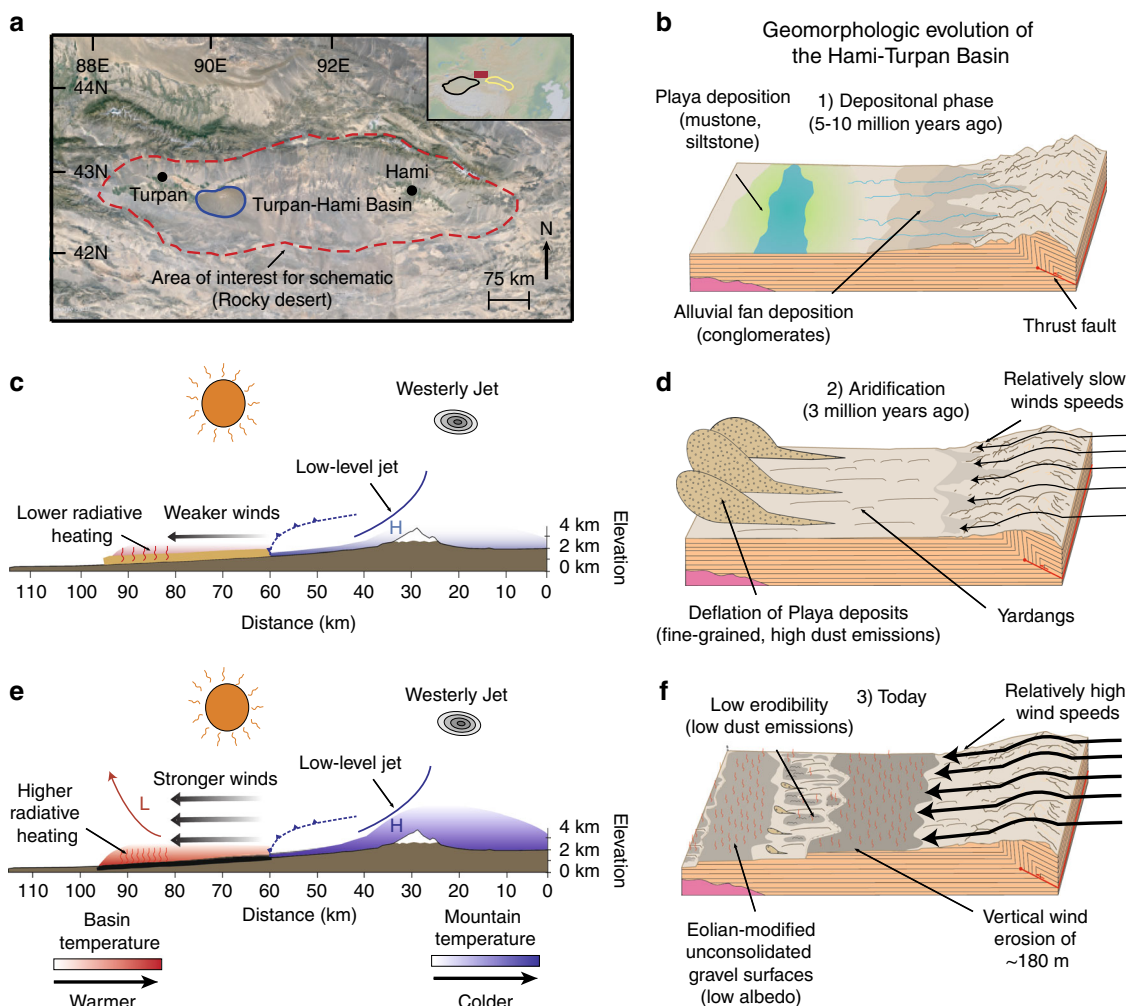 a
88E
90E
92E
44N
43N
42N
Turpan
Hami
Turpan-Hami Basin
Area of interest for schematic
(Rocky desert)
N
75 km
b
Geomorphologic evolution of
the Hami-Turpan Basin
Playa deposition
(mustone,
siltstone)
1) Depositonal phase
(5-10 million years ago)
Alluvial fan deposition
(conglomerates)
Thrust fault
c
Westerly Jet
Low-level jet
Lower radiative
heating
Weaker winds
H
4 km
2 km
0 km
Elevation
110 100 90 80 70 60 50 40 30 20 10 0
Distance (km)
d
2) Aridification
(3 million years ago)
Relatively slow
winds speeds
Deflation of Playa deposits
(fine-grained, high dust emissions)
Yardangs
e
Westerly Jet
Low-level jet
Stronger winds
L
Higher
radiative
heating
H
4 km
2 km
0 km
Elevation
110 100 90 80 70 60 50 40 30 20 10 0
Distance (km)
Basin
temperature
Warmer
Mountain
temperature
Colder
f
3) Today
Low erodibility
(low dust emissions)
Relatively high
wind speeds
Eolian-modified
unconsolidated
gravel surfaces
(low albedo)
Vertical wind
erosion of
~180 m